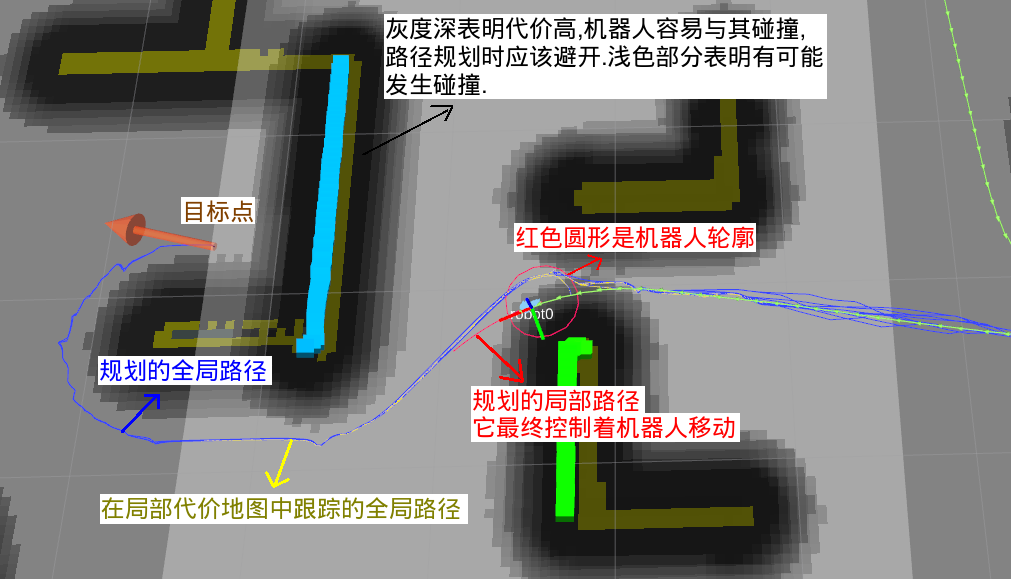 灰度深表明代价高,机器人容易与其碰撞,
路径规划时应该避开.浅色部分表明有可能
发生碰撞.
目标点
红色圆形是机器人轮廓
robot0
规划的全局路径
规划的局部路径
它最终控制着机器人移动
在局部代价地图中跟踪的全局路径